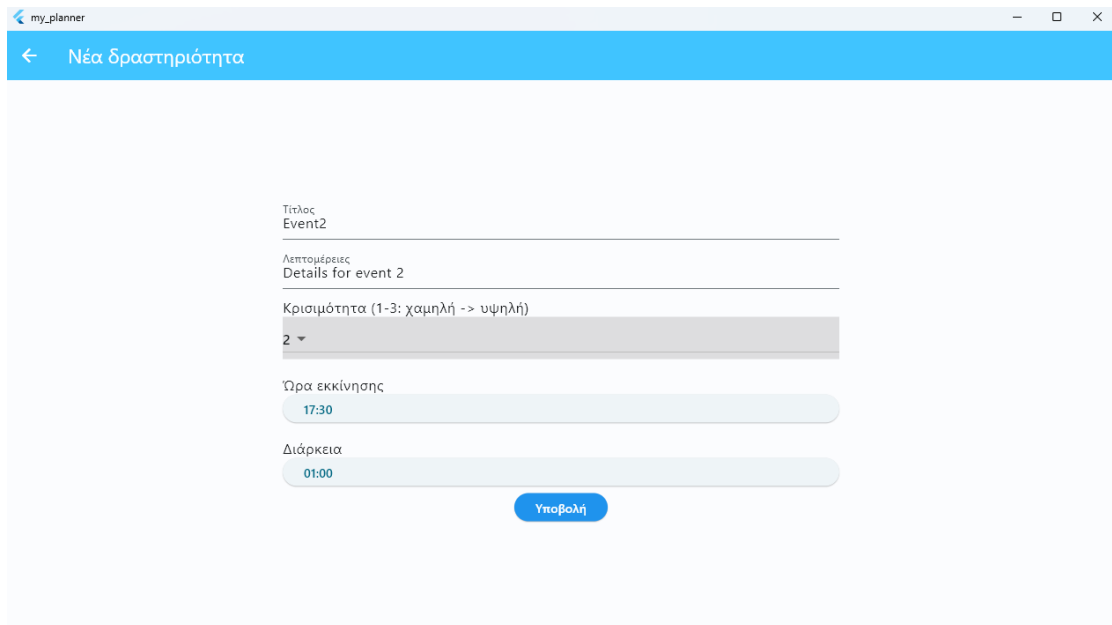 my_planner
Νέα δραστηριότητα
Τίτλος
Event2
Λεπτομέρειες
Details for event 2
Κρισιμότητα (1-3: χαμηλή -> υψηλή)
2
Ώρα εκκίνησης
17:30
Διάρκεια
01:00
Υποβολή